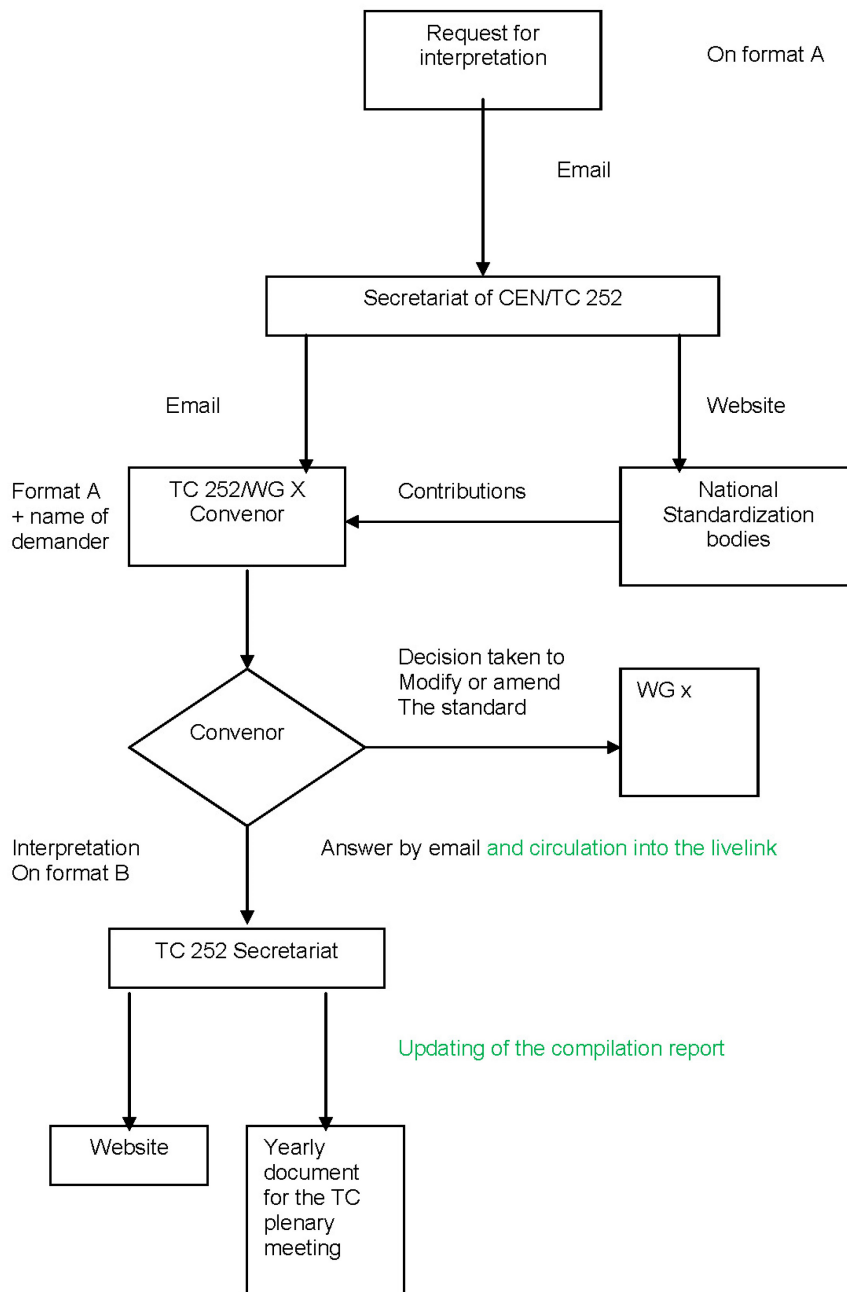 Request for
interpretation
On format A
Email
Secretariat of CEN/TC 252
Email
Website
Format A
+ name of
demander
TC 252/WG X
Convenor
Contributions
National
Standardization
bodies
Decision taken to
Modify or amend
The standard
WG x
Convenor
Interpretation
On format B
Answer by email and circulation into the livelink
TC 252 Secretariat
Updating of the compilation report
Website
Yearly
document
for the TC
plenary
meeting